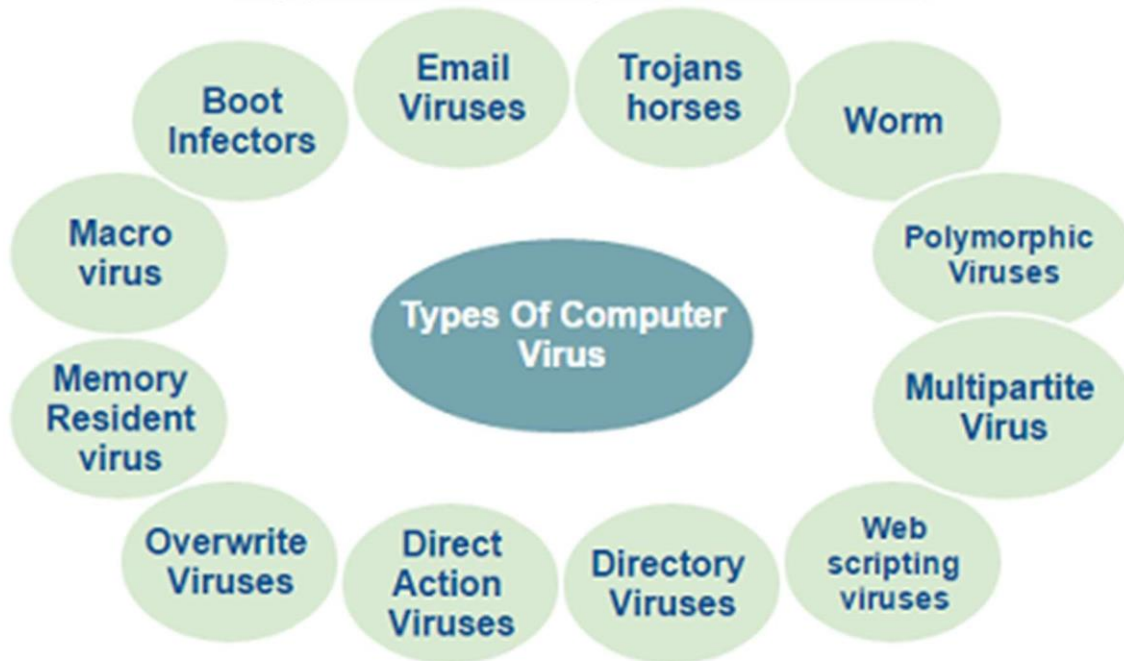 Types Of Computer
Virus
Email
Viruses
Trojans
horses
Worm
Polymorphic
Viruses
Multipartite
Virus
Web
scripting
viruses
Directory
Viruses
Direct
Action
Viruses
Overwrite
Viruses
Memory
Resident
virus
Macro
virus
Boot
Infectors